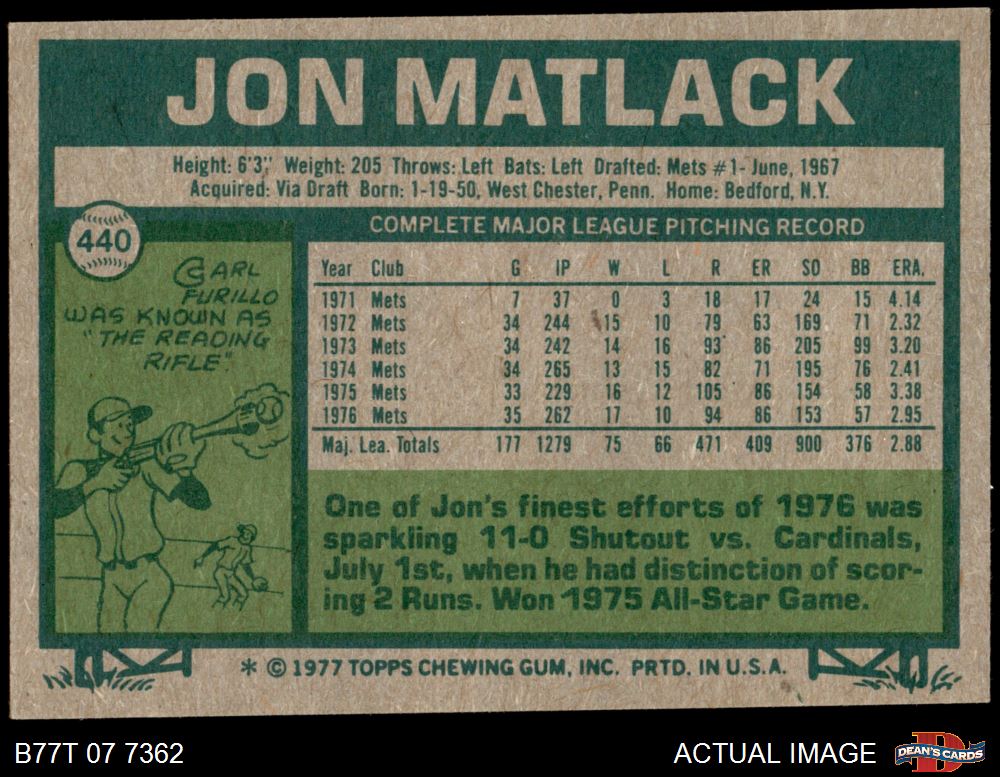 JON MATLACK
Height: 6'3", Weight: 205 Throws: Left Bats: Left Drafted: Mets #1- June, 1967
Acquired: Via Draft Born: 1-19-50, West Chester, Penn. Home: Bedford, N.Y.
440
CARL
FURILLO
WAS KNOWN AS
"THE READING
RIFLE."
COMPLETE MAJOR LEAGUE PITCHING RECORD
Year Club G IP W L R ER SO BB ERA.
1971 Mets 7 37 0 3 18 17 24 15 4.14
1972 Mets 34 244 15 10 79 63 169 71 2.32
1973 Mets 34 242 14 16 93 86 205 99 3.20
1974 Mets 34 265 13 15 82 71 195 76 2.41
1975 Mets 33 229 16 12 105 86 154 58 3.38
1976 Mets 35 262 17 10 94 86 153 57 2.95
Maj. Lea. Totals 177 1279 75 66 471 409 900 376 2.88
One of Jon's finest efforts of 1976 was
sparkling 11-0 Shutout vs. Cardinals,
July 1st, when he had distinction of scor-
ing 2 Runs. Won 1975 All-Star Game.
* © 1977 TOPPS CHEWING GUM, INC. PRTD. IN U.S.A.
B77T 07 7362
ACTUAL IMAGE
D
DEAN'S CARDS